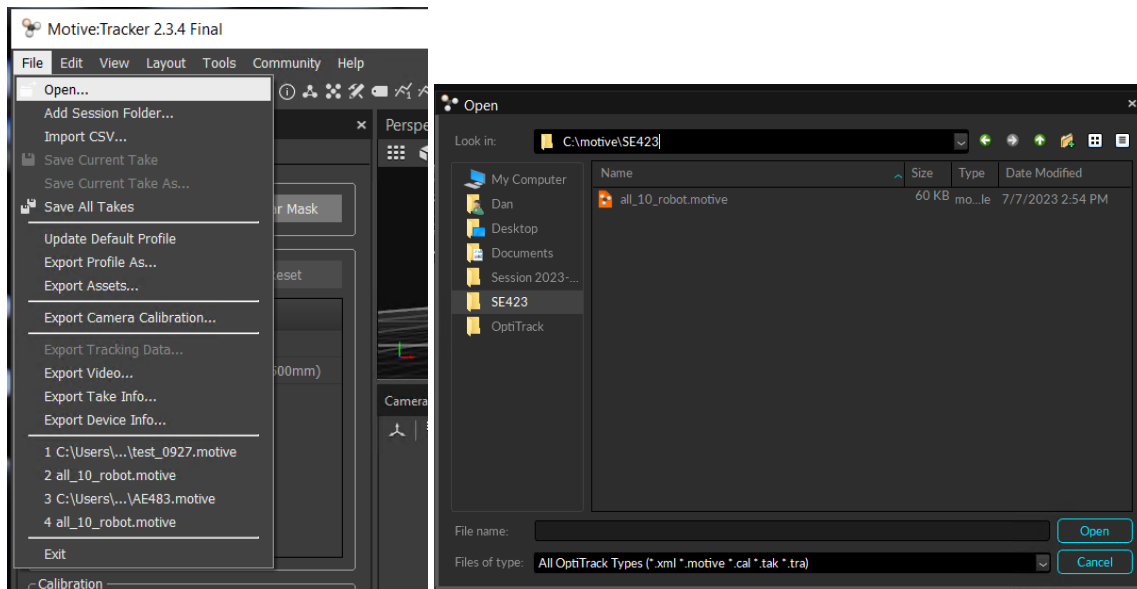 Motive:Tracker 2.3.4 Final
File Edit View Layout Tools Community Help
Open...
Add Session Folder...
Import CSV...
Save Current Take
Save Current Take As...
Save All Takes
Update Default Profile
Export Profile As...
Export Assets...
Export Camera Calibration...
Export Tracking Data...
Export Video...
Export Take Info...
Export Device Info...
1 C:\Users\...\test_0927.motive
2 all_10_robot.motive
3 C:\Users\...\AE483.motive
4 all_10_robot.motive
Exit
Calibration
Perspe
r Mask
eset
500mm)
Camera
Open
Look in: C:\motive\SE423
My Computer
Dan
Desktop
Documents
Session 2023-...
SE423
OptiTrack
Name Size Type Date Modified
all_10_robot.motive 60 KB mo...le 7/7/2023 2:54 PM
File name: Open
Files of type: All OptiTrack Types (*.xml *.motive *.cal *.tak *.tra) Cancel